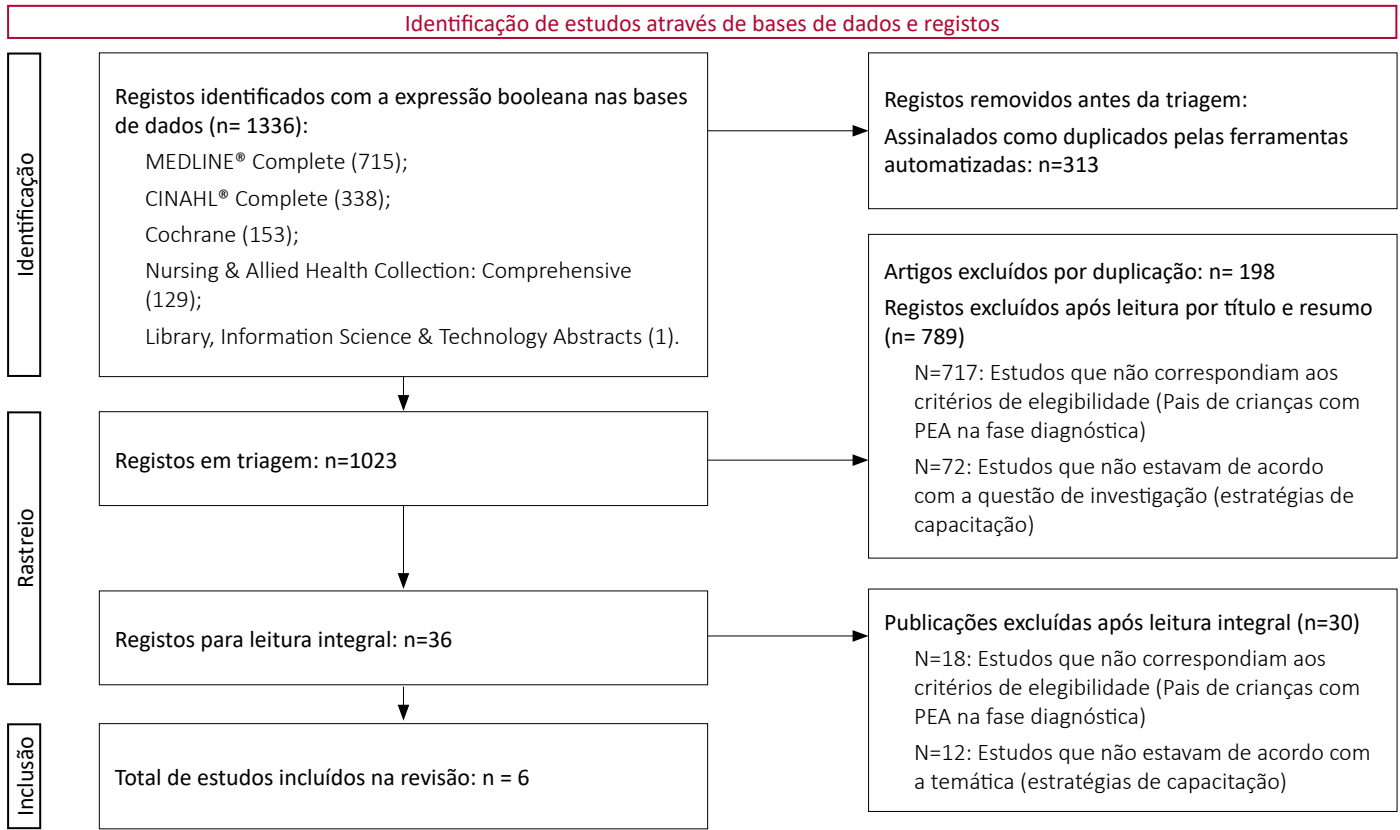 Identificação de estudos através de bases de dados e registos
Identificação
Registos identificados com a expressão booleana nas bases
de dados (n= 1336):
MEDLINE® Complete (715);
CINAHL® Complete (338);
Cochrane (153);
Nursing & Allied Health Collection: Comprehensive
(129);
Library, Information Science & Technology Abstracts (1).
Registos removidos antes da triagem:
Assinalados como duplicados pelas ferramentas
automatizadas: n=313
Rastreio
Registos em triagem: n=1023
Artigos excluídos por duplicação: n= 198
Registos excluídos após leitura por título e resumo
(n= 789)
N=717: Estudos que não correspondiam aos
critérios de elegibilidade (Pais de crianças com
PEA na fase diagnóstica)
N=72: Estudos que não estavam de acordo
com a questão de investigação (estratégias de
capacitação)
Registos para leitura integral: n=36
Publicações excluídas após leitura integral (n=30)
N=18: Estudos que não correspondiam aos
critérios de elegibilidade (Pais de crianças com
PEA na fase diagnóstica)
N=12: Estudos que não estavam de acordo com
a temática (estratégias de capacitação)
Inclusão
Total de estudos incluídos na revisão: n = 6